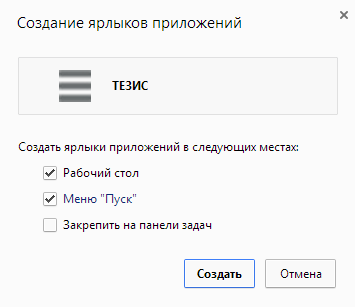 Создание ярлыков приложений
ТЕЗИС
Создать ярлыки приложений в следующих местах:
Рабочий стол
Меню "Пуск"
Закрепить на панели задач
Создать
Отмена